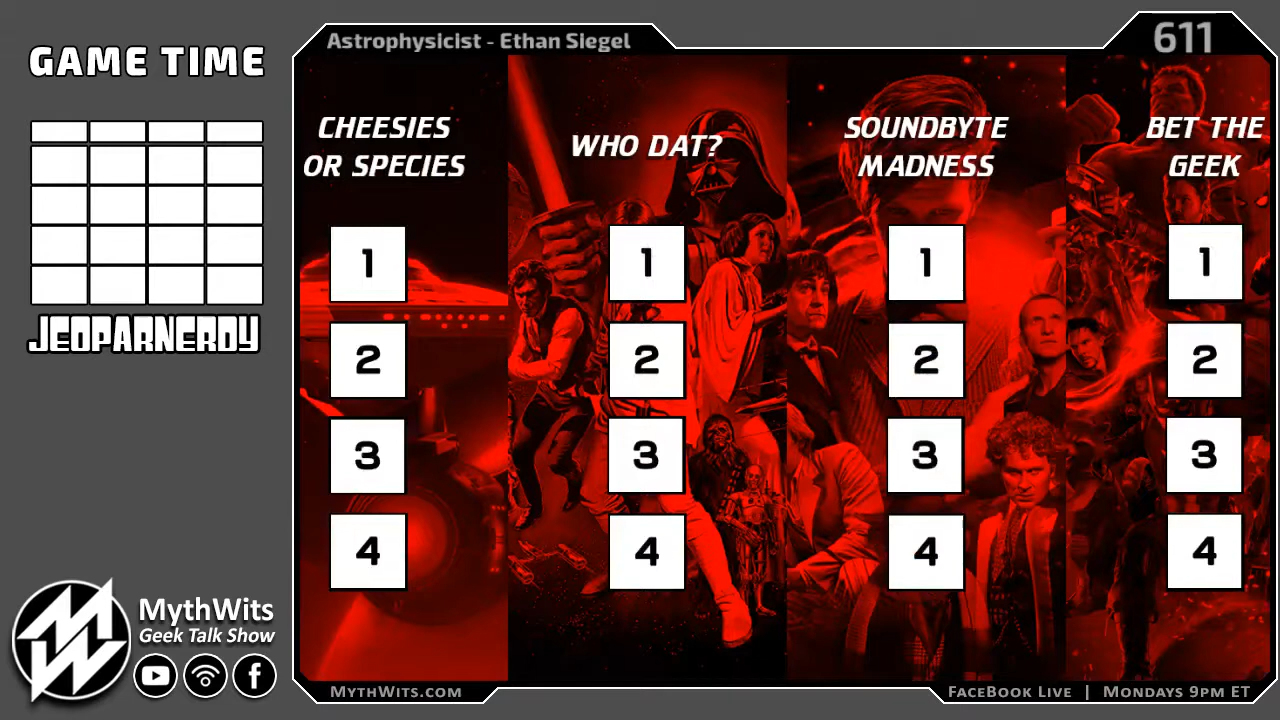 GAME TIME
JEOPARNERDY
MythWits
Geek Talk Show
Astrophysicist - Ethan Siegel
611
CHEESIES
OR SPECIES
1
2
3
4
WHO DAT?
1
2
3
4
SOUNDBYTE
MADNESS
1
2
3
4
BET THE
GEEK
1
2
3
4
MYTHWITS.COM
FACEBOOK LIVE | MONDAYS 9PM ET